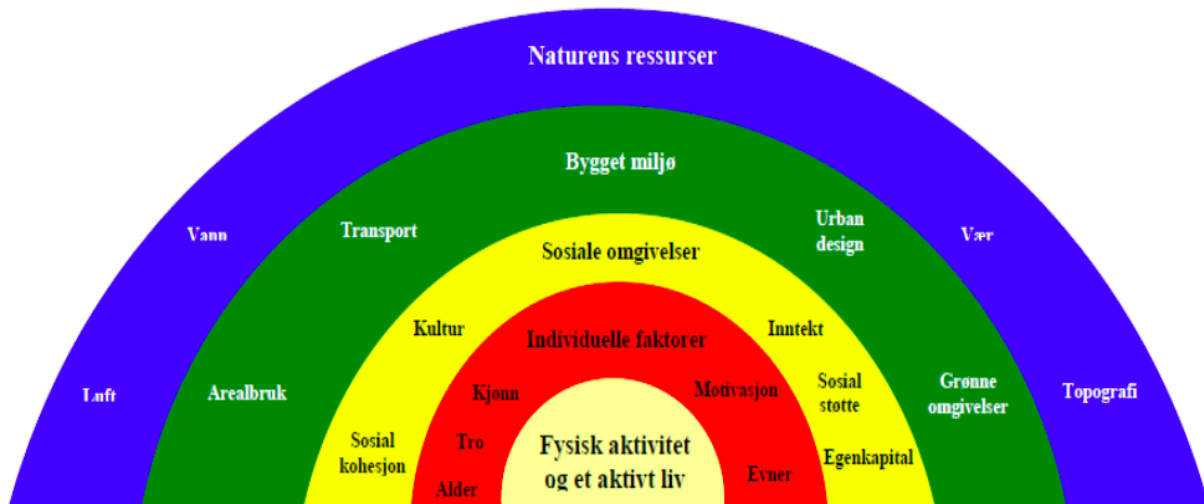 Naturens ressurser
Vann
Vær
Luft
Topografi
Bygget miljø
Transport
Urban
design
Arealbruk
Grønne
omgivelser
Sosiale omgivelser
Kultur
Inntekt
Sosial
støtte
Sosial
kohesjon
Egenkapital
Individuelle faktorer
Kjønn
Motivasjon
Tro
Alder
Evner
Fysisk aktivitet
og et aktivt liv